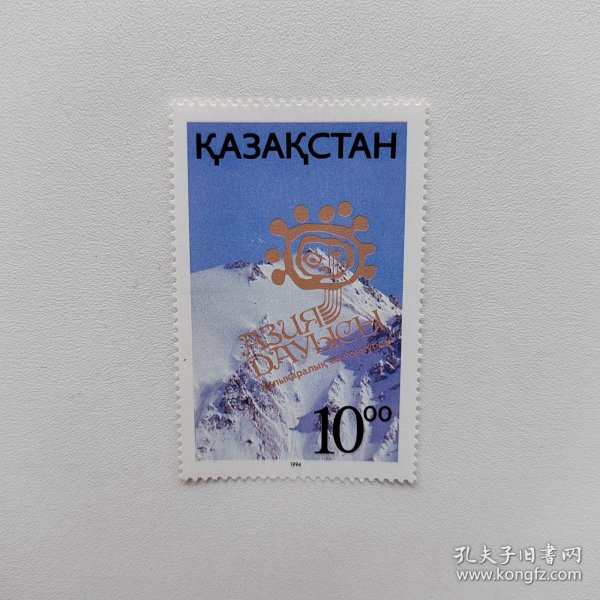 ҚАЗАҚСТАН
АЗИЯ
ДАУЫСЫ
10⁰⁰
1994
孔夫子旧书网
www.kongfz.com